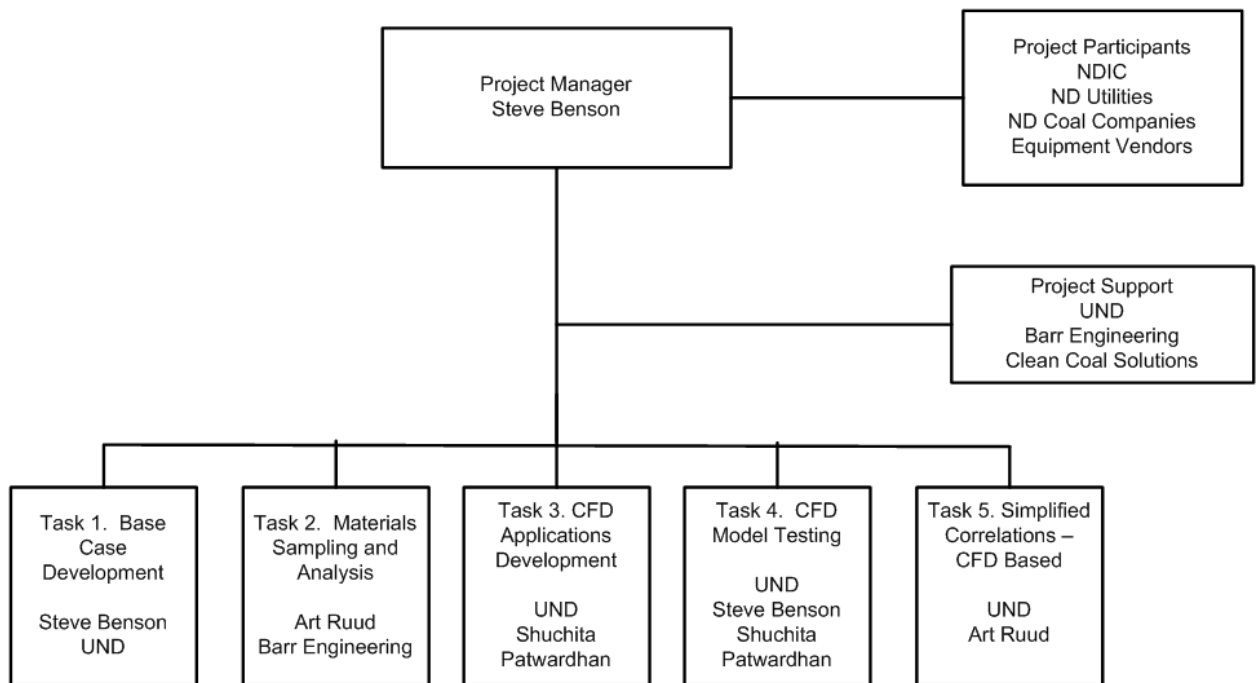 Project Manager
Steve Benson
Project Participants
NDIC
ND Utilities
ND Coal Companies
Equipment Vendors
Project Support
UND
Barr Engineering
Clean Coal Solutions
Task 1.  Base
Case
Development
Steve Benson
UND
Task 2.  Materials
Sampling and
Analysis
Art Ruud
Barr Engineering
Task 3. CFD
Applications
Development
UND
Shuchita
Patwardhan
Task 4.  CFD
Model Testing
UND
Steve Benson
Shuchita
Patwardhan
Task 5. Simplified
Correlations –
CFD Based
UND
Art Ruud